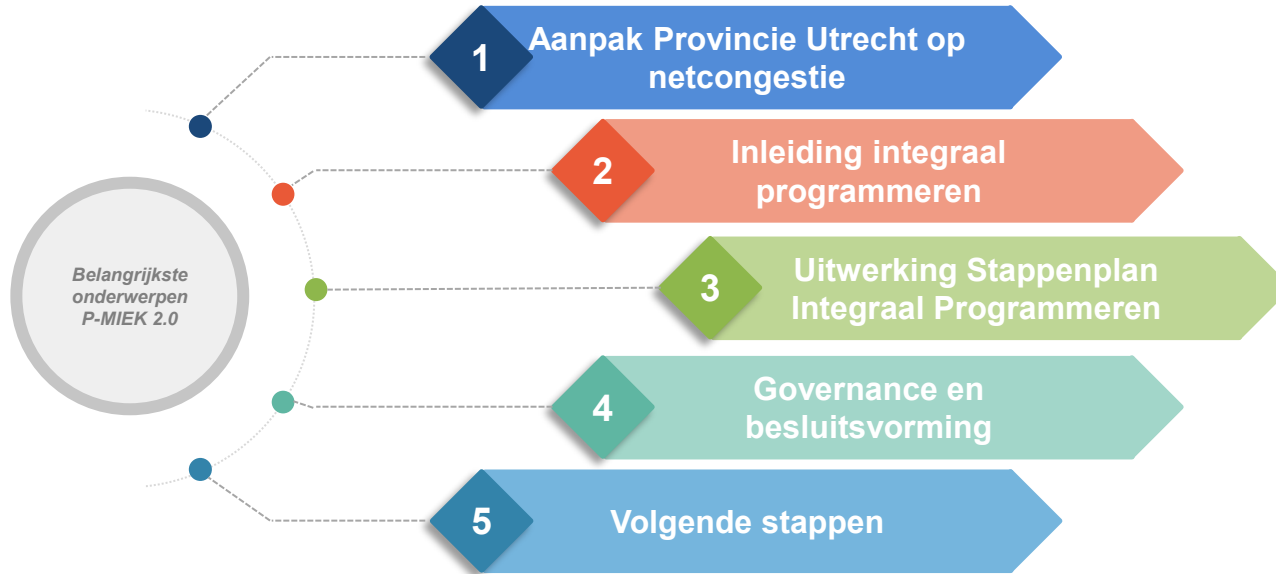 Belangrijkste
onderwerpen
P-MIEK 2.0
1
Aanpak Provincie Utrecht op
netcongestie
2
Inleiding integraal
programmeren
3
Uitwerking Stappenplan
Integraal Programmeren
4
Governance en
besluitsvorming
5
Volgende stappen